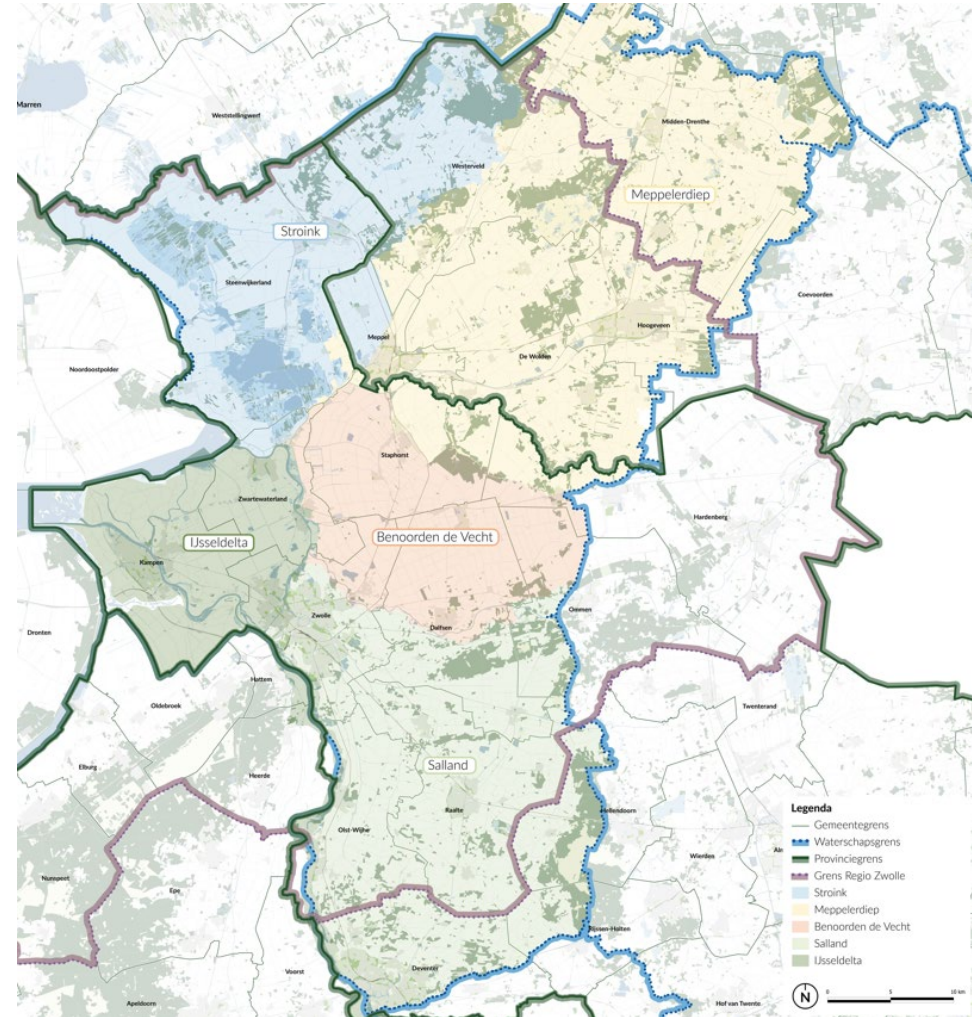 Marren
Weststellingwerf
Midden-Drenthe
Westerveld
Meppelerdiep
Stroink
Steenwijkerland
Coevorden
Hoogeveen
Meppel
De Wolden
Noordoostpolder
Staphorst
Zwartewaterland
Hardenberg
Benoorden de Vecht
IJsseldelta
Kampen
Ommen
Zwolle
Dalfsen
Dronten
Hattem
Oldebroek
Twenterand
Salland
Elburg
Heerde
Raalte
Hellendoorn
Olst-Wijhe
Wierden
Nunspeet
Epe
Rijssen-Holten
Voorst
Deventer
Apeldoorn
Hof van Twente
Legenda
Gemeentegrens
Waterschapsgrens
Provinciegrens
Grens Regio Zwolle
Stroink
Meppelerdiep
Benoorden de Vecht
Salland
IJsseldelta
N
0 5 10 km